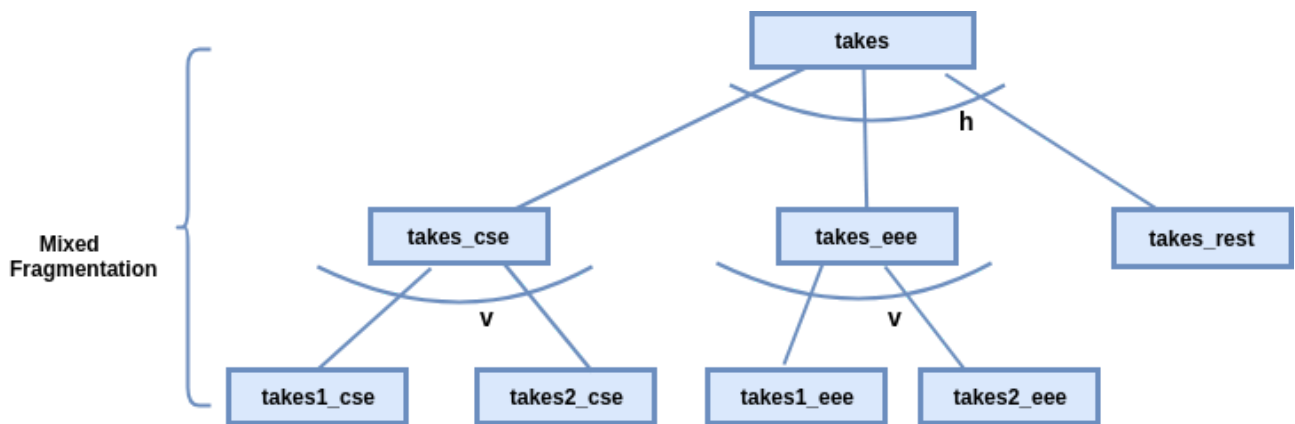 takes
h
takes_cse
takes_eee
takes_rest
Mixed
Fragmentation
v
v
takes1_cse
takes2_cse
takes1_eee
takes2_eee